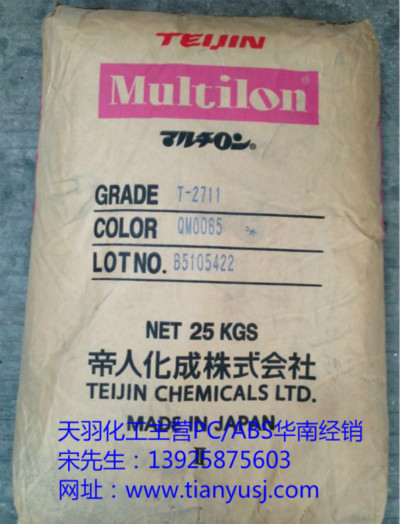 TEIJIN
Multilon®
マルチロン®
GRADE T-2711
COLOR QM0065
LOT NO. B5105422
NET 25 KGS
帝人化成株式会社
TEIJIN CHEMICALS LTD.
MADE IN JAPAN
II
天羽化工主营PC/ABS华南经销
宋先生：13925875603
网址：www.tianyusj.com